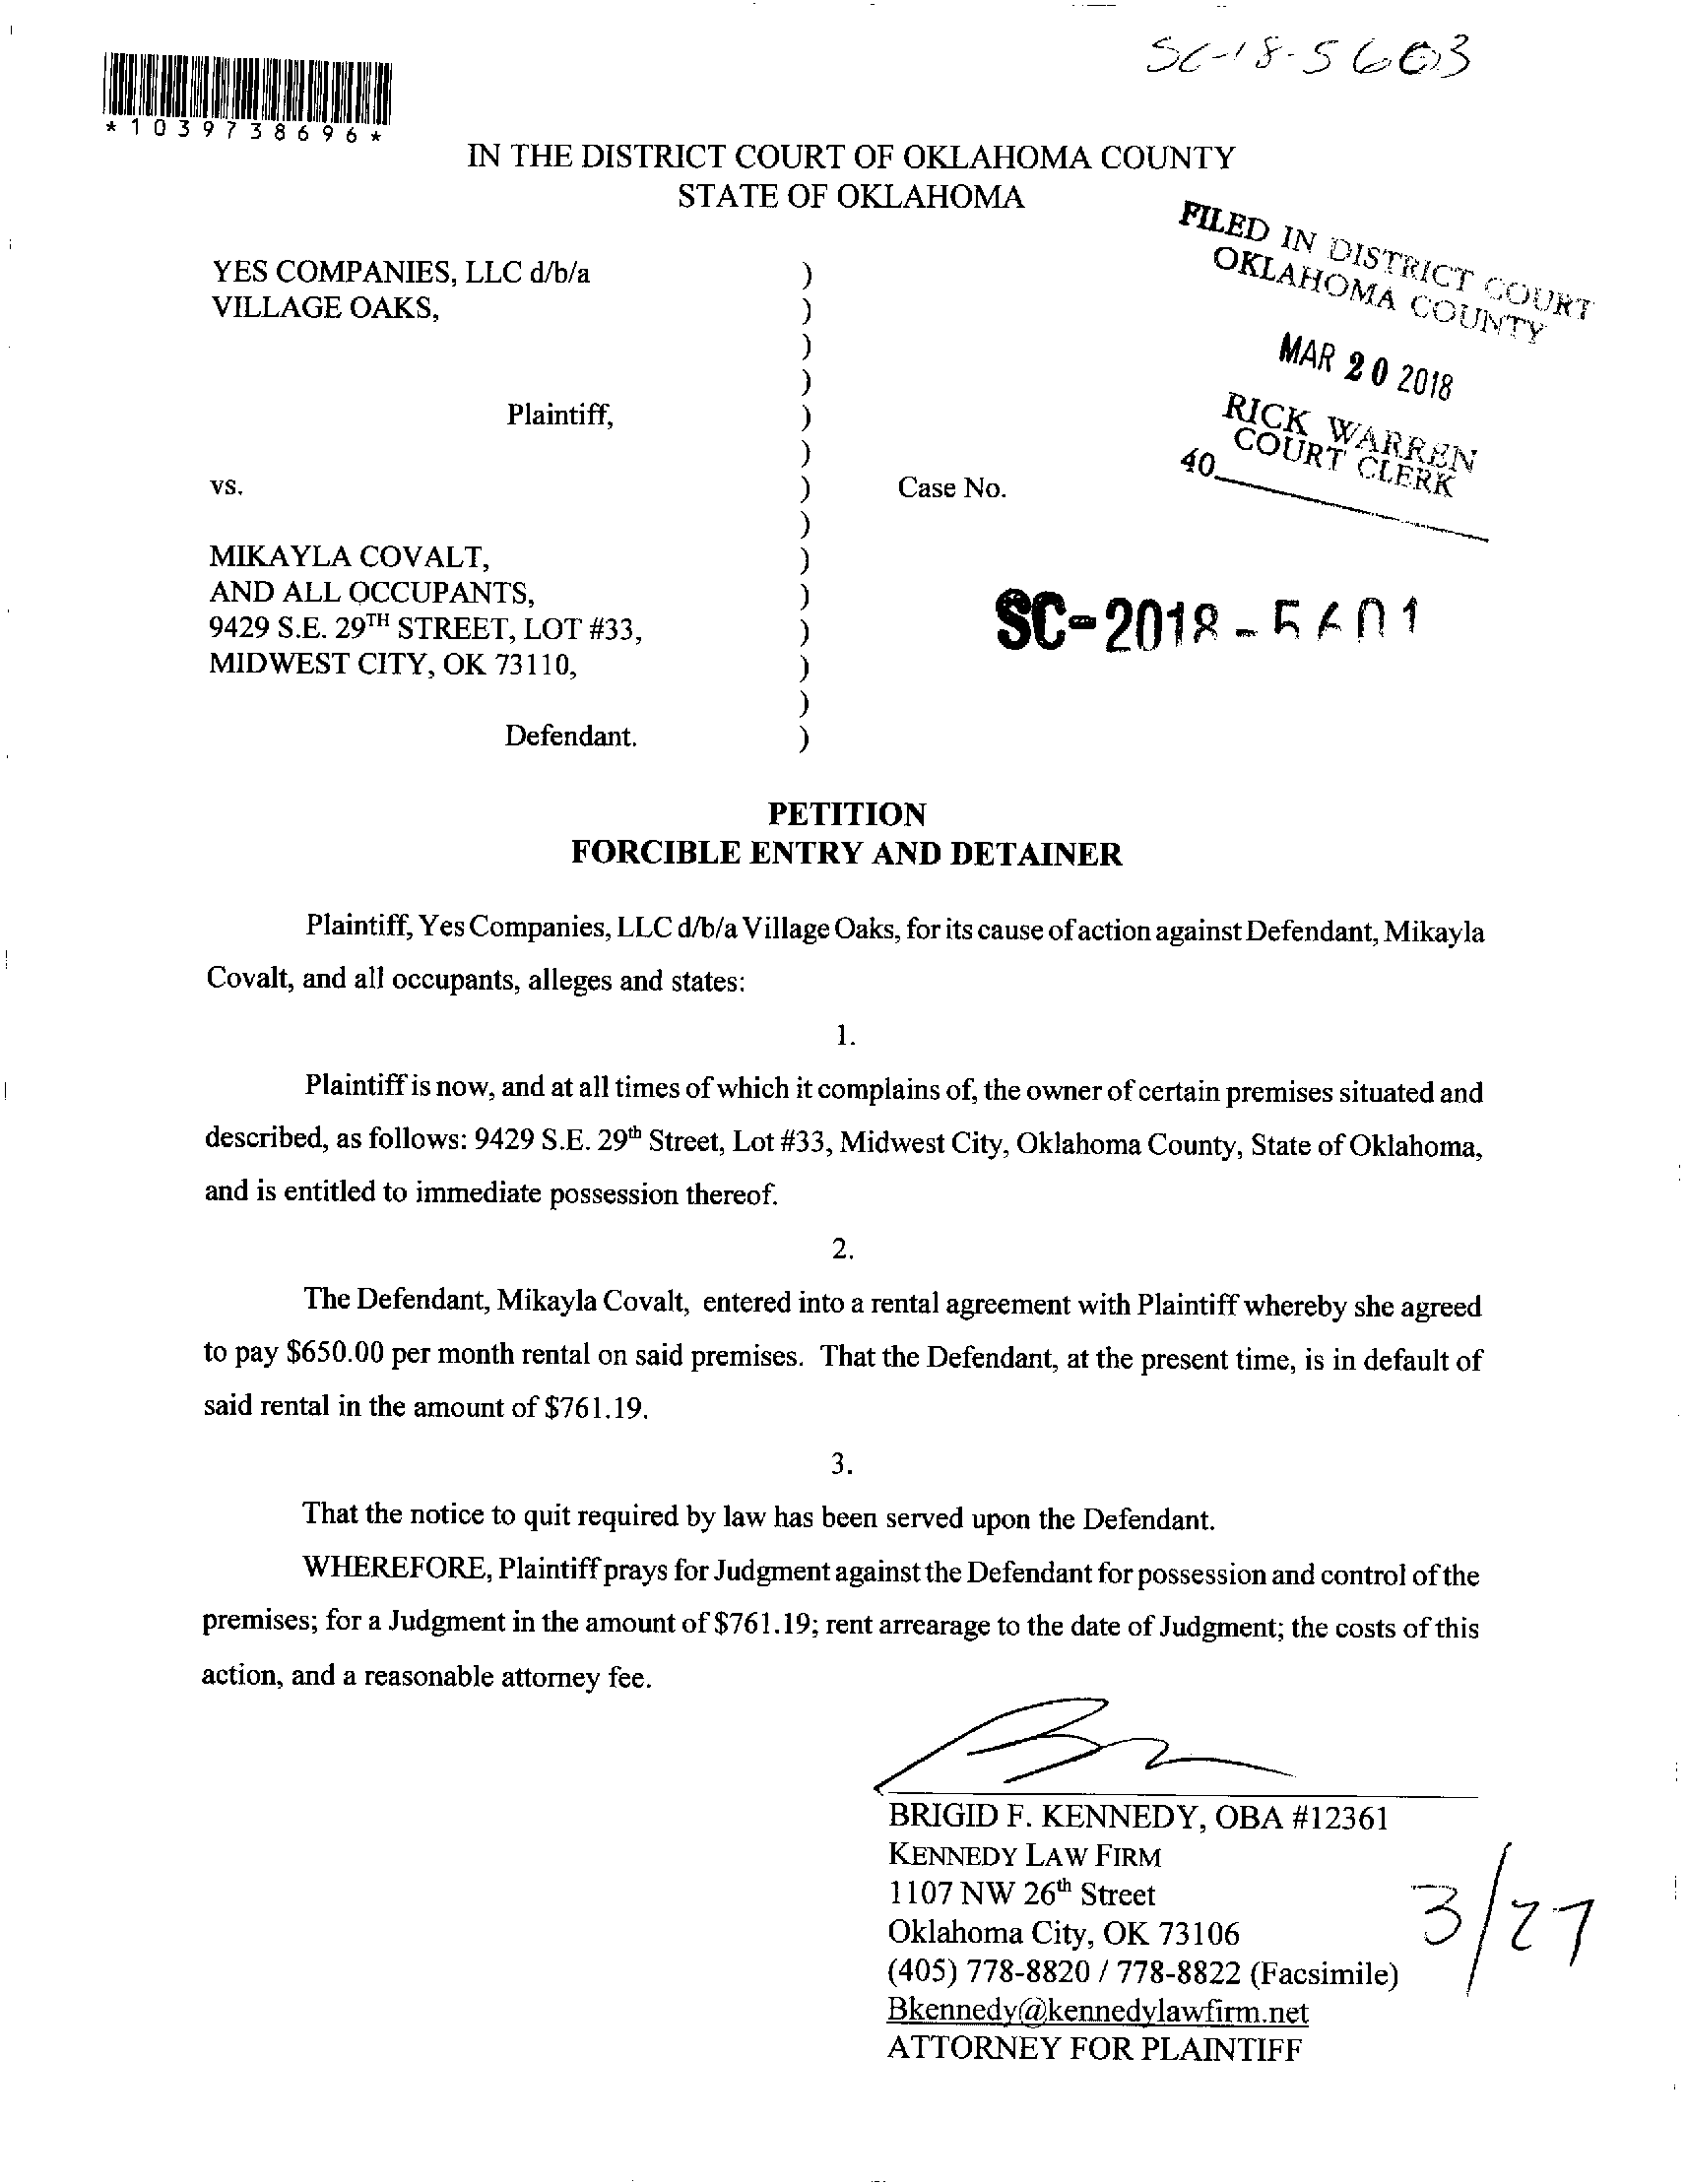 SC-18-5603
*1039738696*
IN THE DISTRICT COURT OF OKLAHOMA COUNTY
STATE OF OKLAHOMA
FILED IN DISTRICT COURT
OKLAHOMA COUNTY
MAR 20 2018
RICK WARREN
COURT CLERK
40
YES COMPANIES, LLC d/b/a )
VILLAGE OAKS, )
)
)
Plaintiff, )
)
vs. ) Case No.
)
MIKAYLA COVALT, )
AND ALL OCCUPANTS, )
9429 S.E. 29TH STREET, LOT #33, )
MIDWEST CITY, OK 73110, )
)
Defendant. )
SC-2018-5601
PETITION
FORCIBLE ENTRY AND DETAINER
Plaintiff, Yes Companies, LLC d/b/a Village Oaks, for its cause of action against Defendant, Mikayla
Covalt, and all occupants, alleges and states:
1.
Plaintiff is now, and at all times of which it complains of, the owner of certain premises situated and
described, as follows: 9429 S.E. 29th Street, Lot #33, Midwest City, Oklahoma County, State of Oklahoma,
and is entitled to immediate possession thereof.
2.
The Defendant, Mikayla Covalt, entered into a rental agreement with Plaintiff whereby she agreed
to pay $650.00 per month rental on said premises. That the Defendant, at the present time, is in default of
said rental in the amount of $761.19.
3.
That the notice to quit required by law has been served upon the Defendant.
WHEREFORE, Plaintiff prays for Judgment against the Defendant for possession and control of the
premises; for a Judgment in the amount of $761.19; rent arrearage to the date of Judgment; the costs of this
action, and a reasonable attorney fee.
BRIGID F. KENNEDY, OBA #12361
KENNEDY LAW FIRM
1107 NW 26th Street
Oklahoma City, OK 73106
(405) 778-8820 / 778-8822 (Facsimile)
Bkennedy@kennedylawfirm.net
ATTORNEY FOR PLAINTIFF
3/27